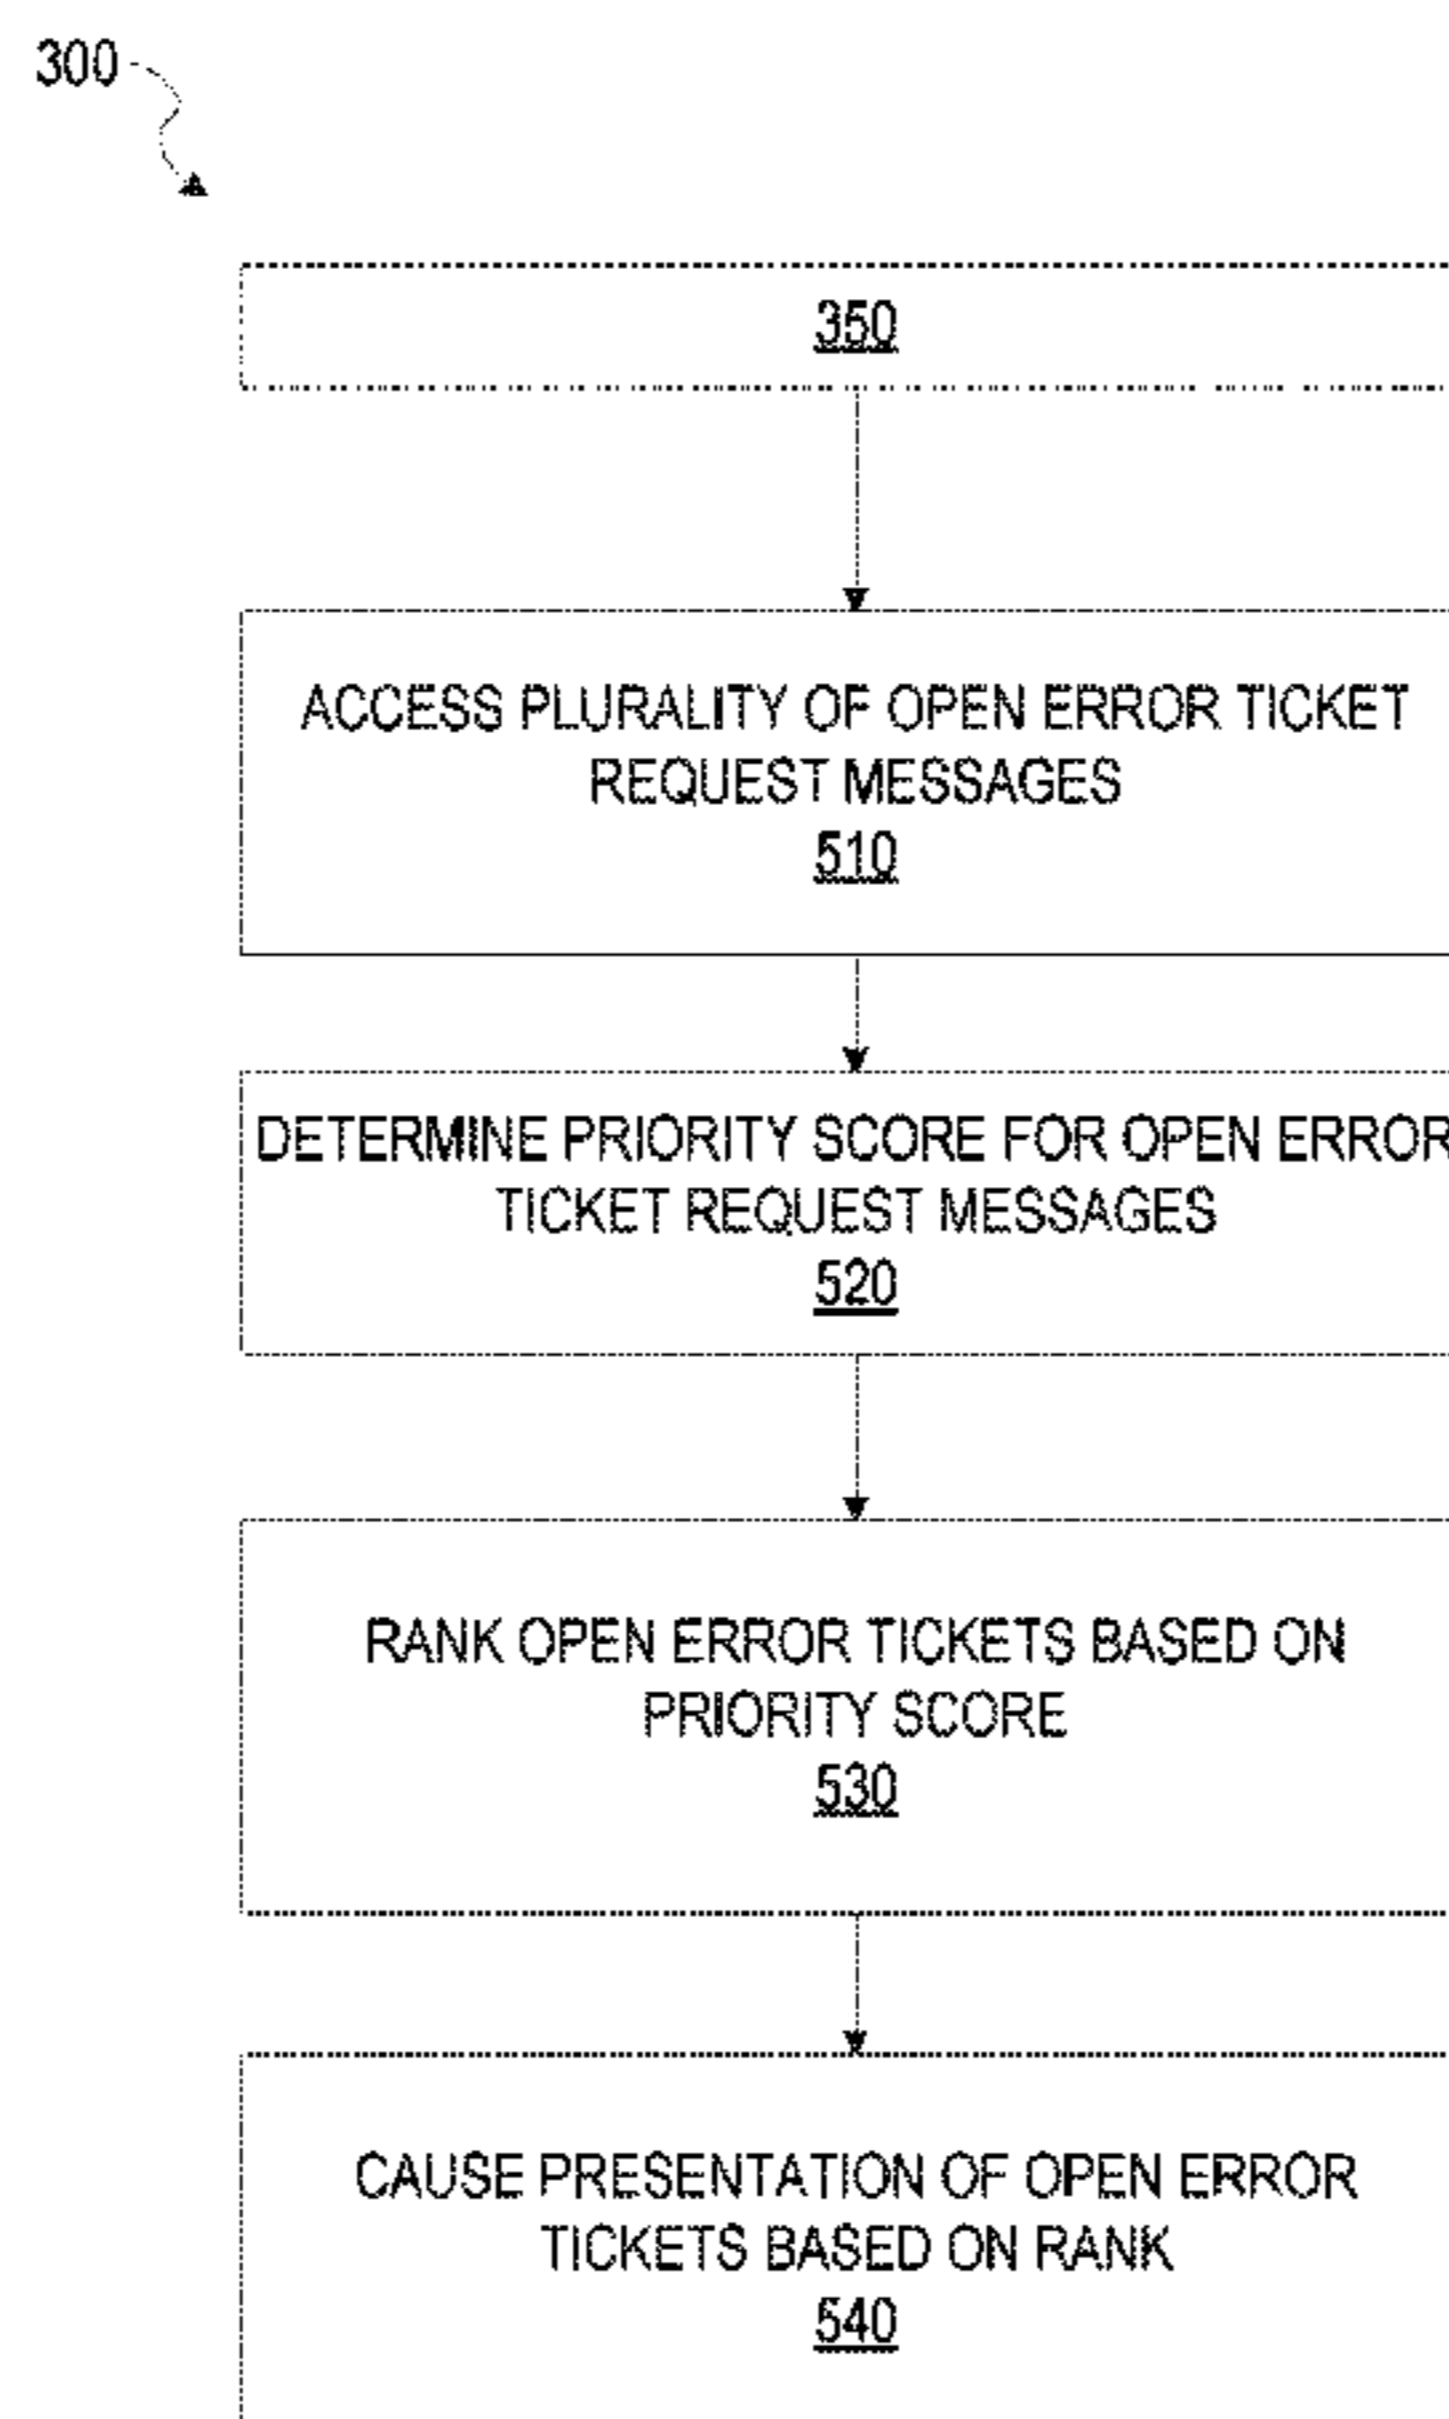 300
350
ACCESS PLURALITY OF OPEN ERROR TICKET
REQUEST MESSAGES
510
DETERMINE PRIORITY SCORE FOR OPEN ERROR
TICKET REQUEST MESSAGES
520
RANK OPEN ERROR TICKETS BASED ON
PRIORITY SCORE
530
CAUSE PRESENTATION OF OPEN ERROR
TICKETS BASED ON RANK
540